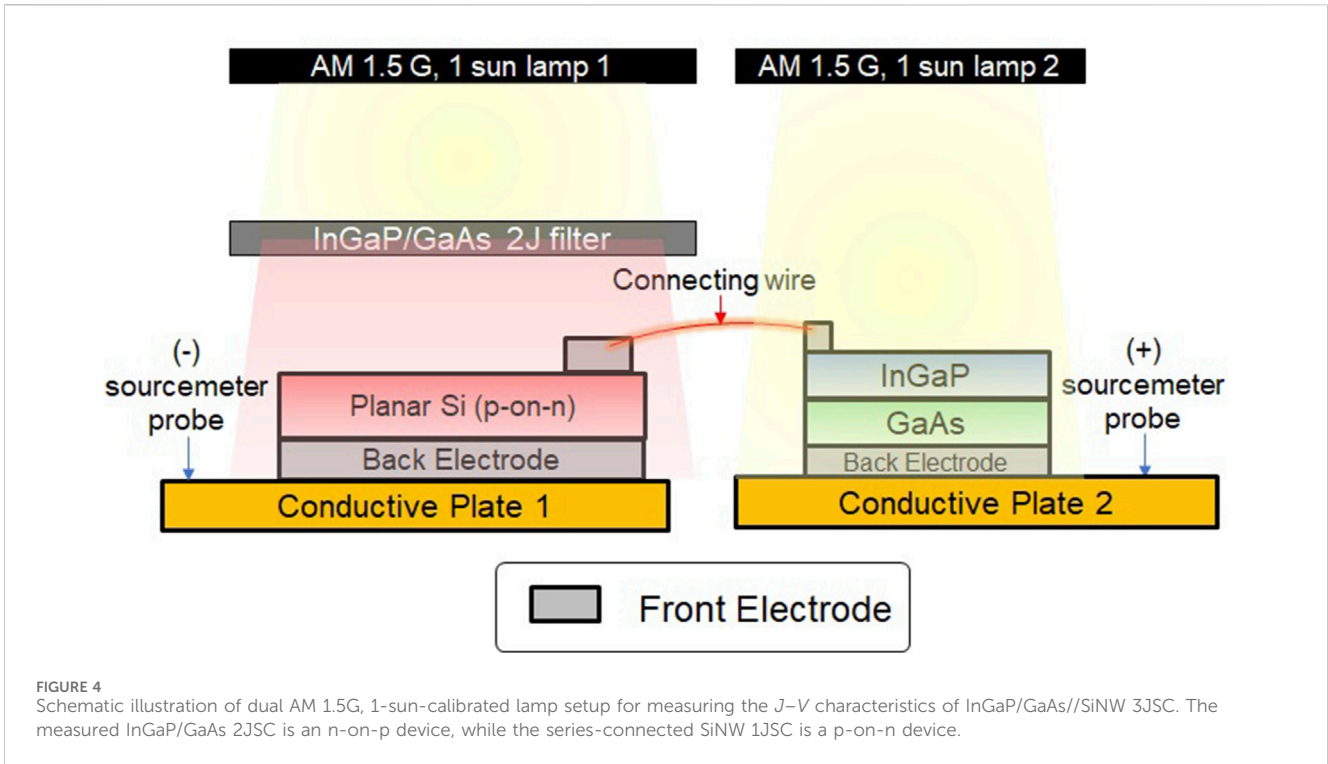 AM 1.5 G, 1 sun lamp 1
AM 1.5 G, 1 sun lamp 2
InGaP/GaAs 2J filter
Connecting wire
(-)
sourcemeter
probe
(+)
sourcemeter
probe
Planar Si (p-on-n)
Back Electrode
Conductive Plate 1
InGaP
GaAs
Back Electrode
Conductive Plate 2
Front Electrode
FIGURE 4
Schematic illustration of dual AM 1.5G, 1-sun-calibrated lamp setup for measuring the J–V characteristics of InGaP/GaAs//SiNW 3JSC. The
measured InGaP/GaAs 2JSC is an n-on-p device, while the series-connected SiNW 1JSC is a p-on-n device.